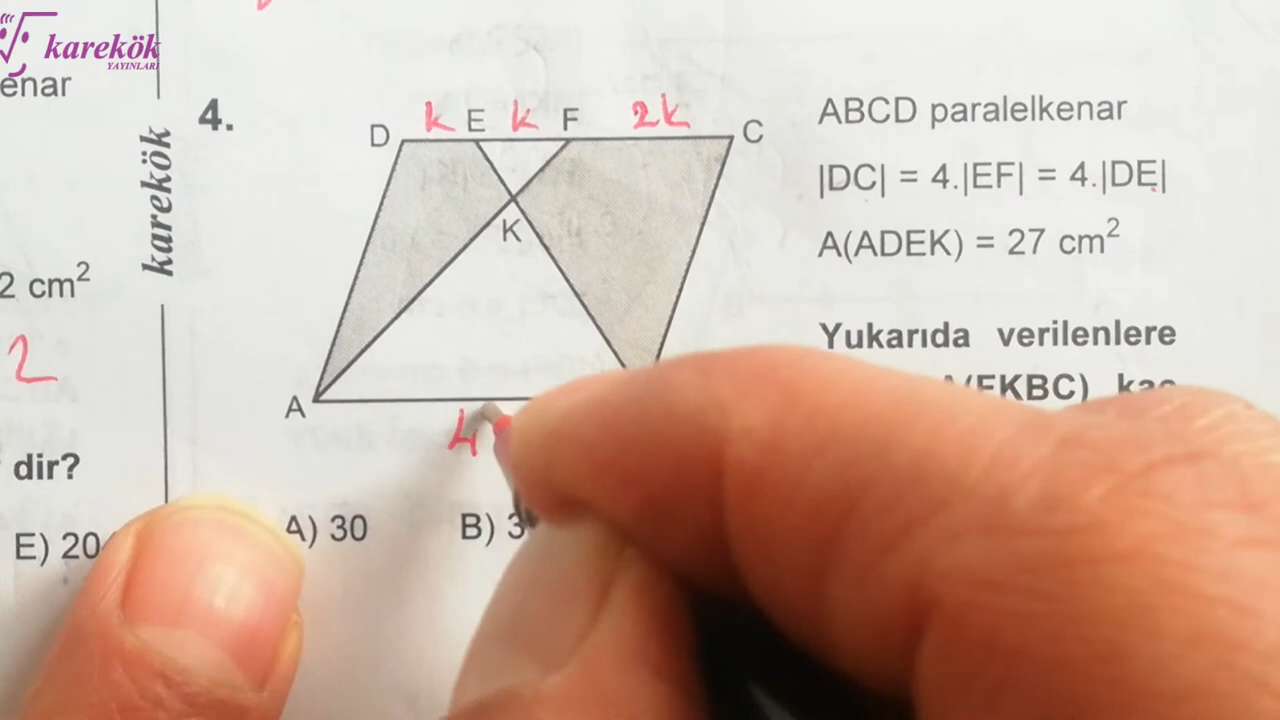 karekök
YAYINLARI
enar
2 cm²
2
dir?
E) 20
karekök
4.
k k 2k
D E F C
K
A
4
A) 30 B) 3
ABCD paralelkenar
|DC| = 4.|EF| = 4.|DE|
A(ADEK) = 27 cm²
Yukarıda verilenlere